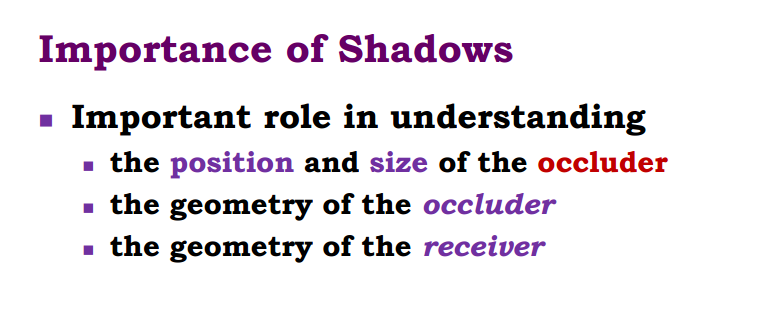 Importance of Shadows
Important role in understanding
the position and size of the occluder
the geometry of the occluder
the geometry of the receiver